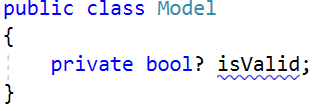 public class Model
{
    private bool? isValid;
}